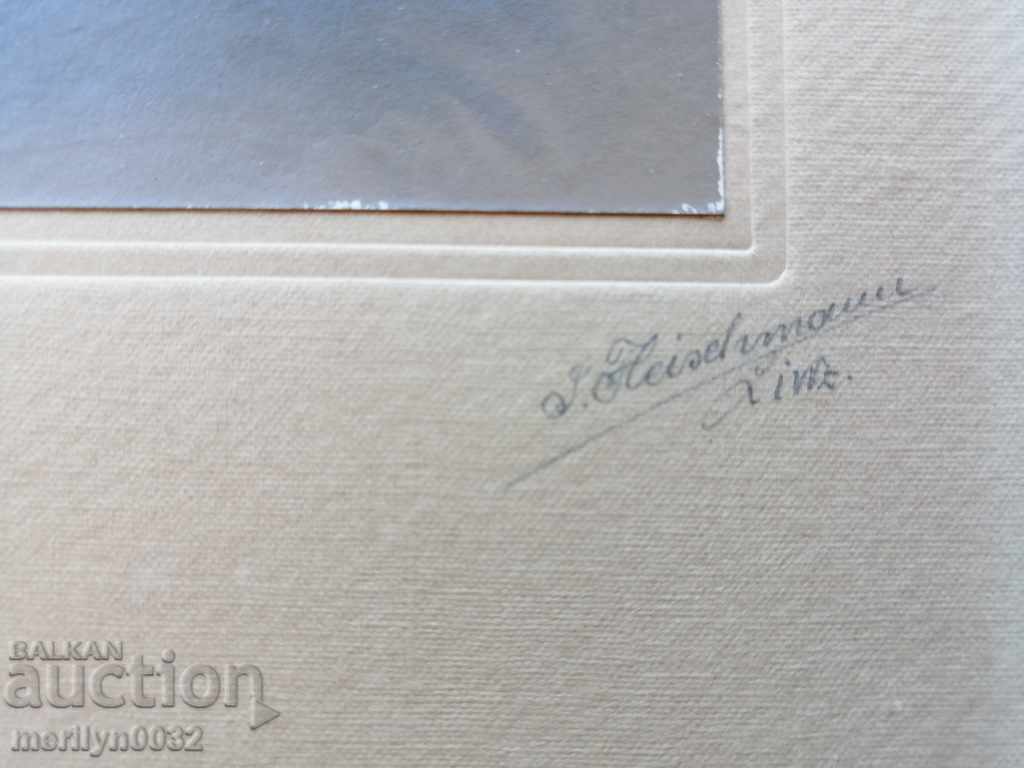 J. Fleischmann
Linz.
BALKAN
auction
merilyn0032